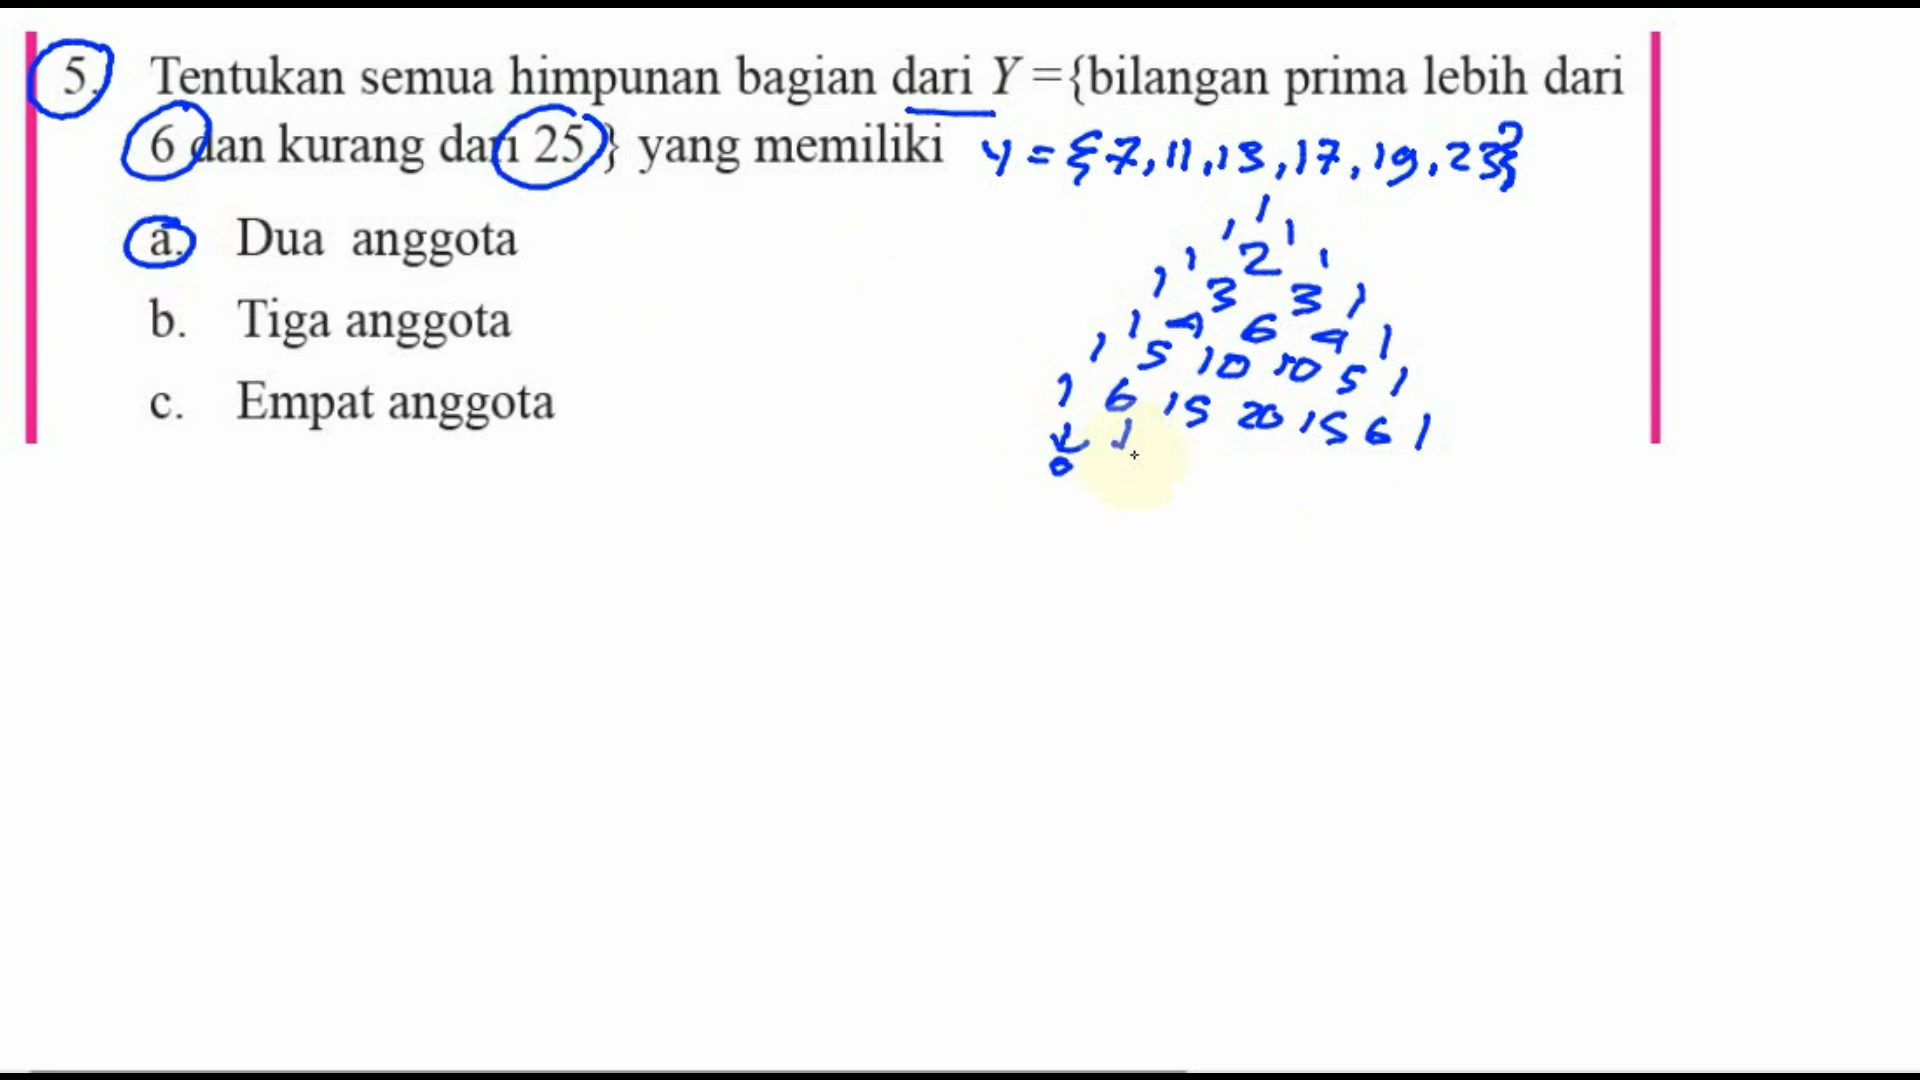 5. Tentukan semua himpunan bagian dari Y ={bilangan prima lebih dari
6 dan kurang dari 25 } yang memiliki Y = {7, 11, 13, 17, 19, 23}
1
1 1
a. Dua anggota
1 2 1
1 3 3 1
b. Tiga anggota
1 4 6 4 1
1 5 10 10 5 1
c. Empat anggota
1 6 15 20 15 6 1
0